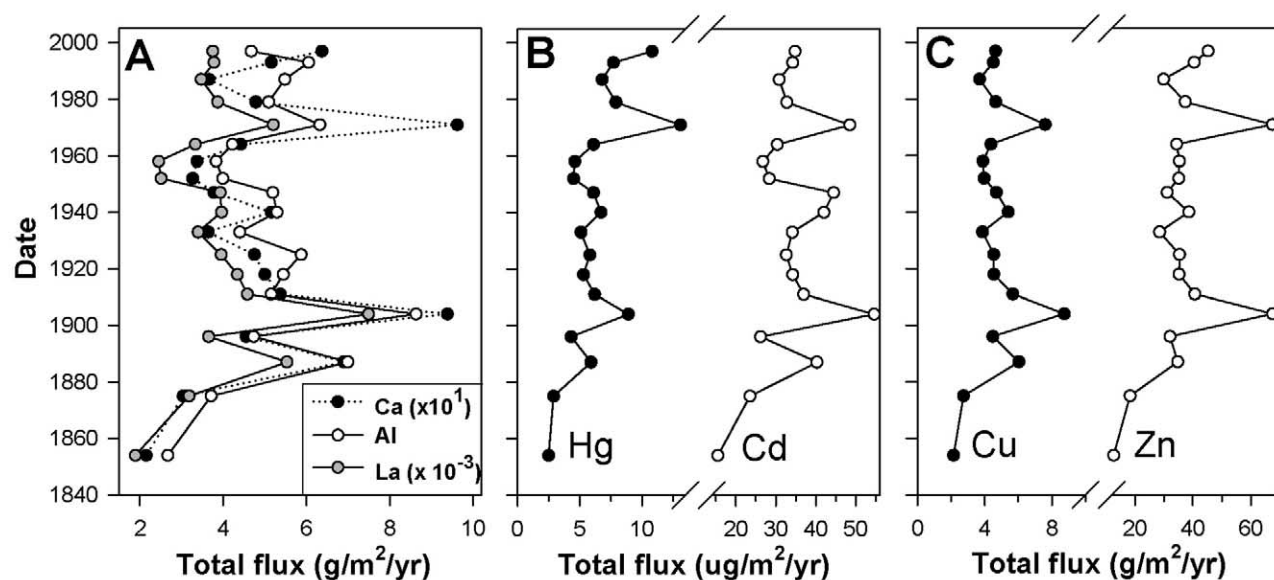 A
B
C
Date
2000
1980
1960
1940
1920
1900
1880
1860
1840
Ca (x10^1)
Al
La (x 10^-3)
Hg
Cd
Cu
Zn
2 4 6 8 10
0 5 10 20 30 40 50
0 4 8 20 40 60
Total flux (g/m²/yr)
Total flux (ug/m²/yr)
Total flux (g/m²/yr)